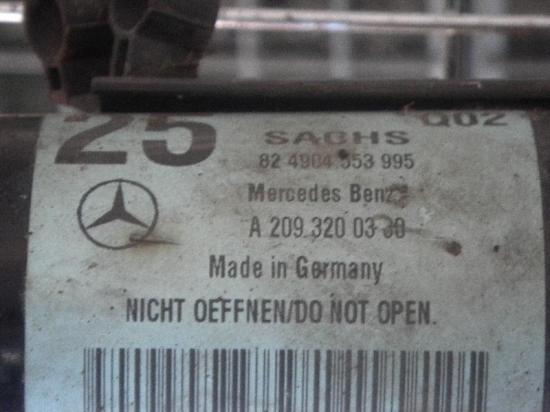 25
SACHS
Q02
82 4904 553 995
Mercedes Benz
A 209 320 03 30
Made in Germany
NICHT OEFFNEN/DO NOT OPEN.